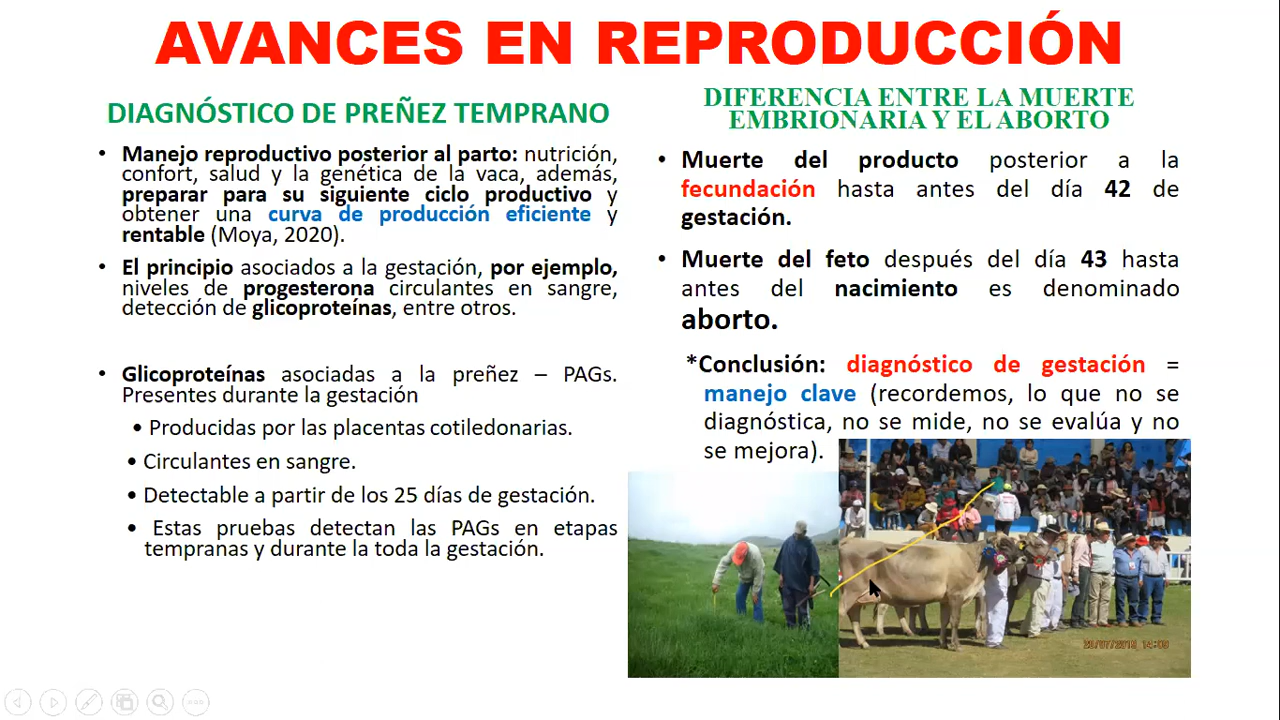 AVANCES EN REPRODUCCIÓN
DIAGNÓSTICO DE PREÑEZ TEMPRANO
• Manejo reproductivo posterior al parto: nutrición,
confort, salud y la genética de la vaca, además,
preparar para su siguiente ciclo productivo y
obtener una curva de producción eficiente y
rentable (Moya, 2020).
• El principio asociados a la gestación, por ejemplo,
niveles de progesterona circulantes en sangre,
detección de glicoproteínas, entre otros.
• Glicoproteínas asociadas a la preñez – PAGs.
Presentes durante la gestación
• Producidas por las placentas cotiledonarias.
• Circulantes en sangre.
• Detectable a partir de los 25 días de gestación.
• Estas pruebas detectan las PAGs en etapas
tempranas y durante la toda la gestación.
DIFERENCIA ENTRE LA MUERTE
EMBRIONARIA Y EL ABORTO
• Muerte del producto posterior a la
fecundación hasta antes del día 42 de
gestación.
• Muerte del feto después del día 43 hasta
antes del nacimiento es denominado
aborto.
*Conclusión: diagnóstico de gestación =
manejo clave (recordemos, lo que no se
diagnóstica, no se mide, no se evalúa y no
se mejora).